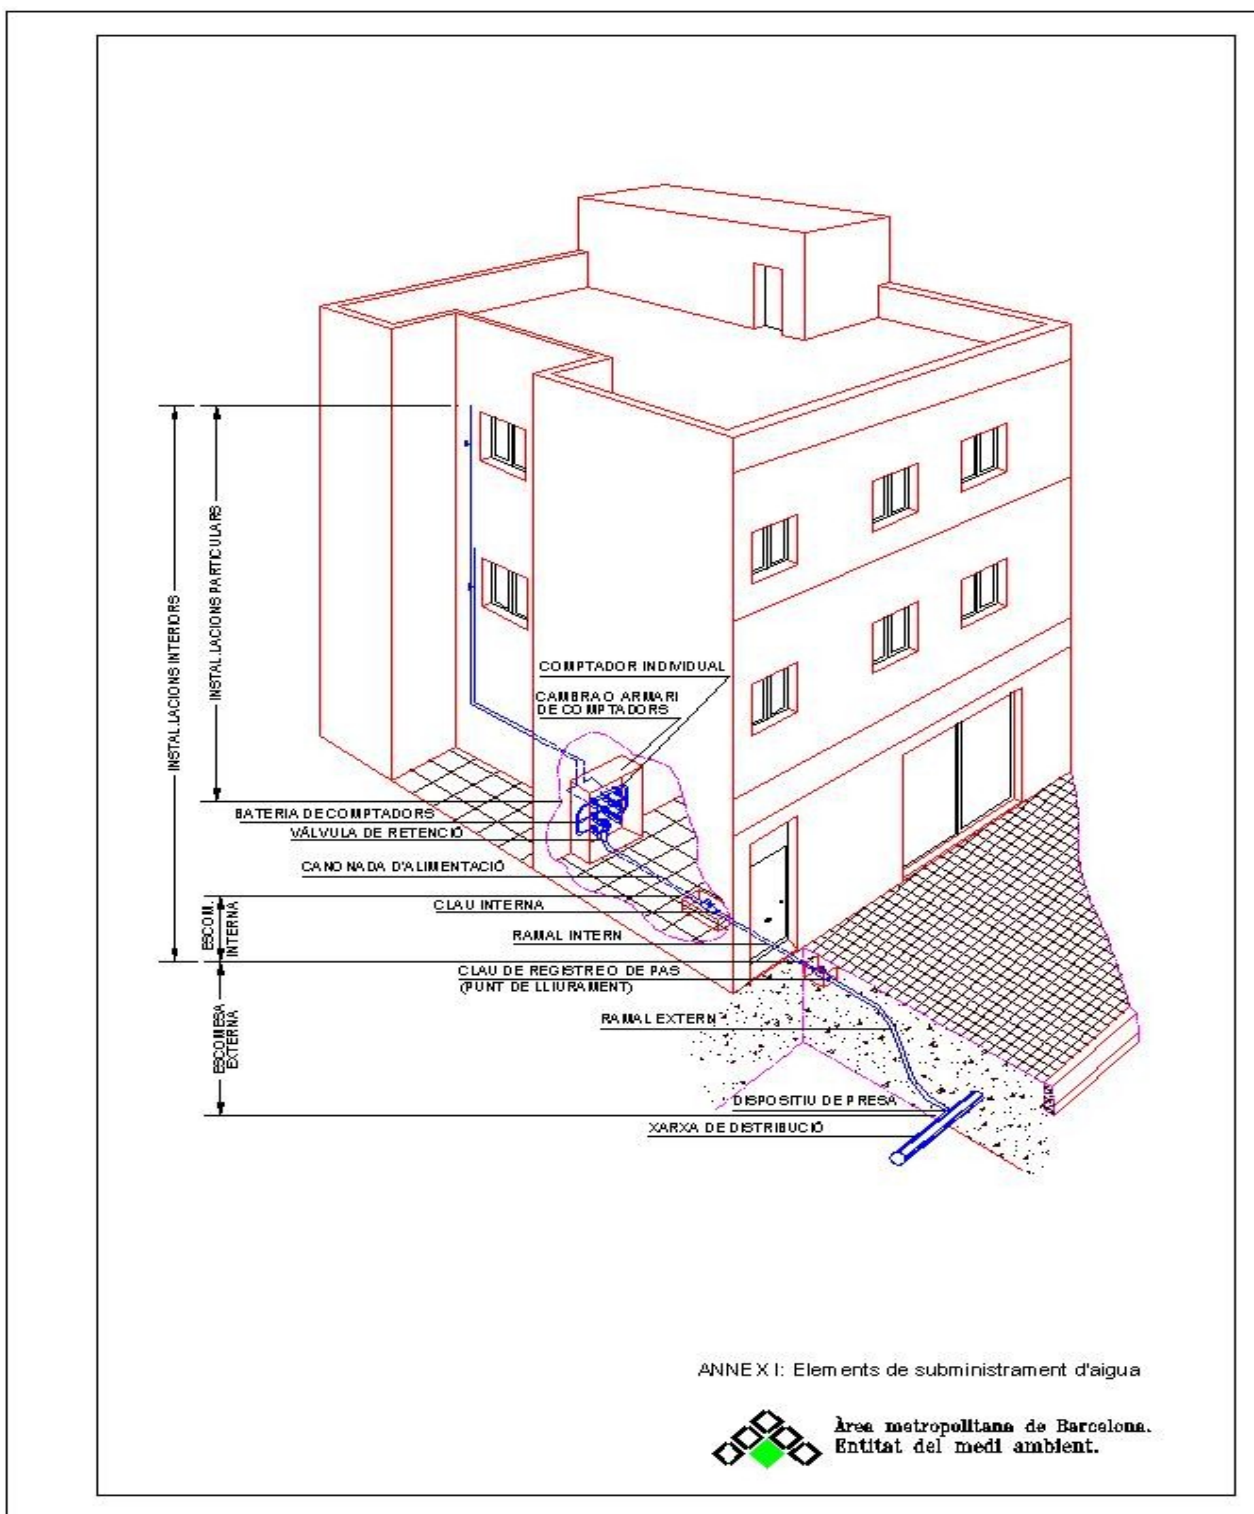 INSTAL.LACIONS INTERIORS
INSTAL.LACIONS PARTICULARS
COMPTADOR INDIVIDUAL
CAMBRA O ARMARI
DE COMPTADORS
BATERIA DE COMPTADORS
VÁLVULA DE RETENCIÓ
CANONADA D'ALIMENTACIÓ
CLAU INTERNA
ESCOM.
INTERNA
RAMAL INTERN
CLAU DE REGISTRE O DE PAS
(PUNT DE LLIURAMENT)
RAMAL EXTERN
ESCOMESA
EXTERNA
DISPOSITIU DE PRESA
XARXA DE DISTRIBUCIÓ
ANNEX I: Elements de subministrament d'aigua
Àrea metropolitana de Barcelona.
Entitat del medi ambient.